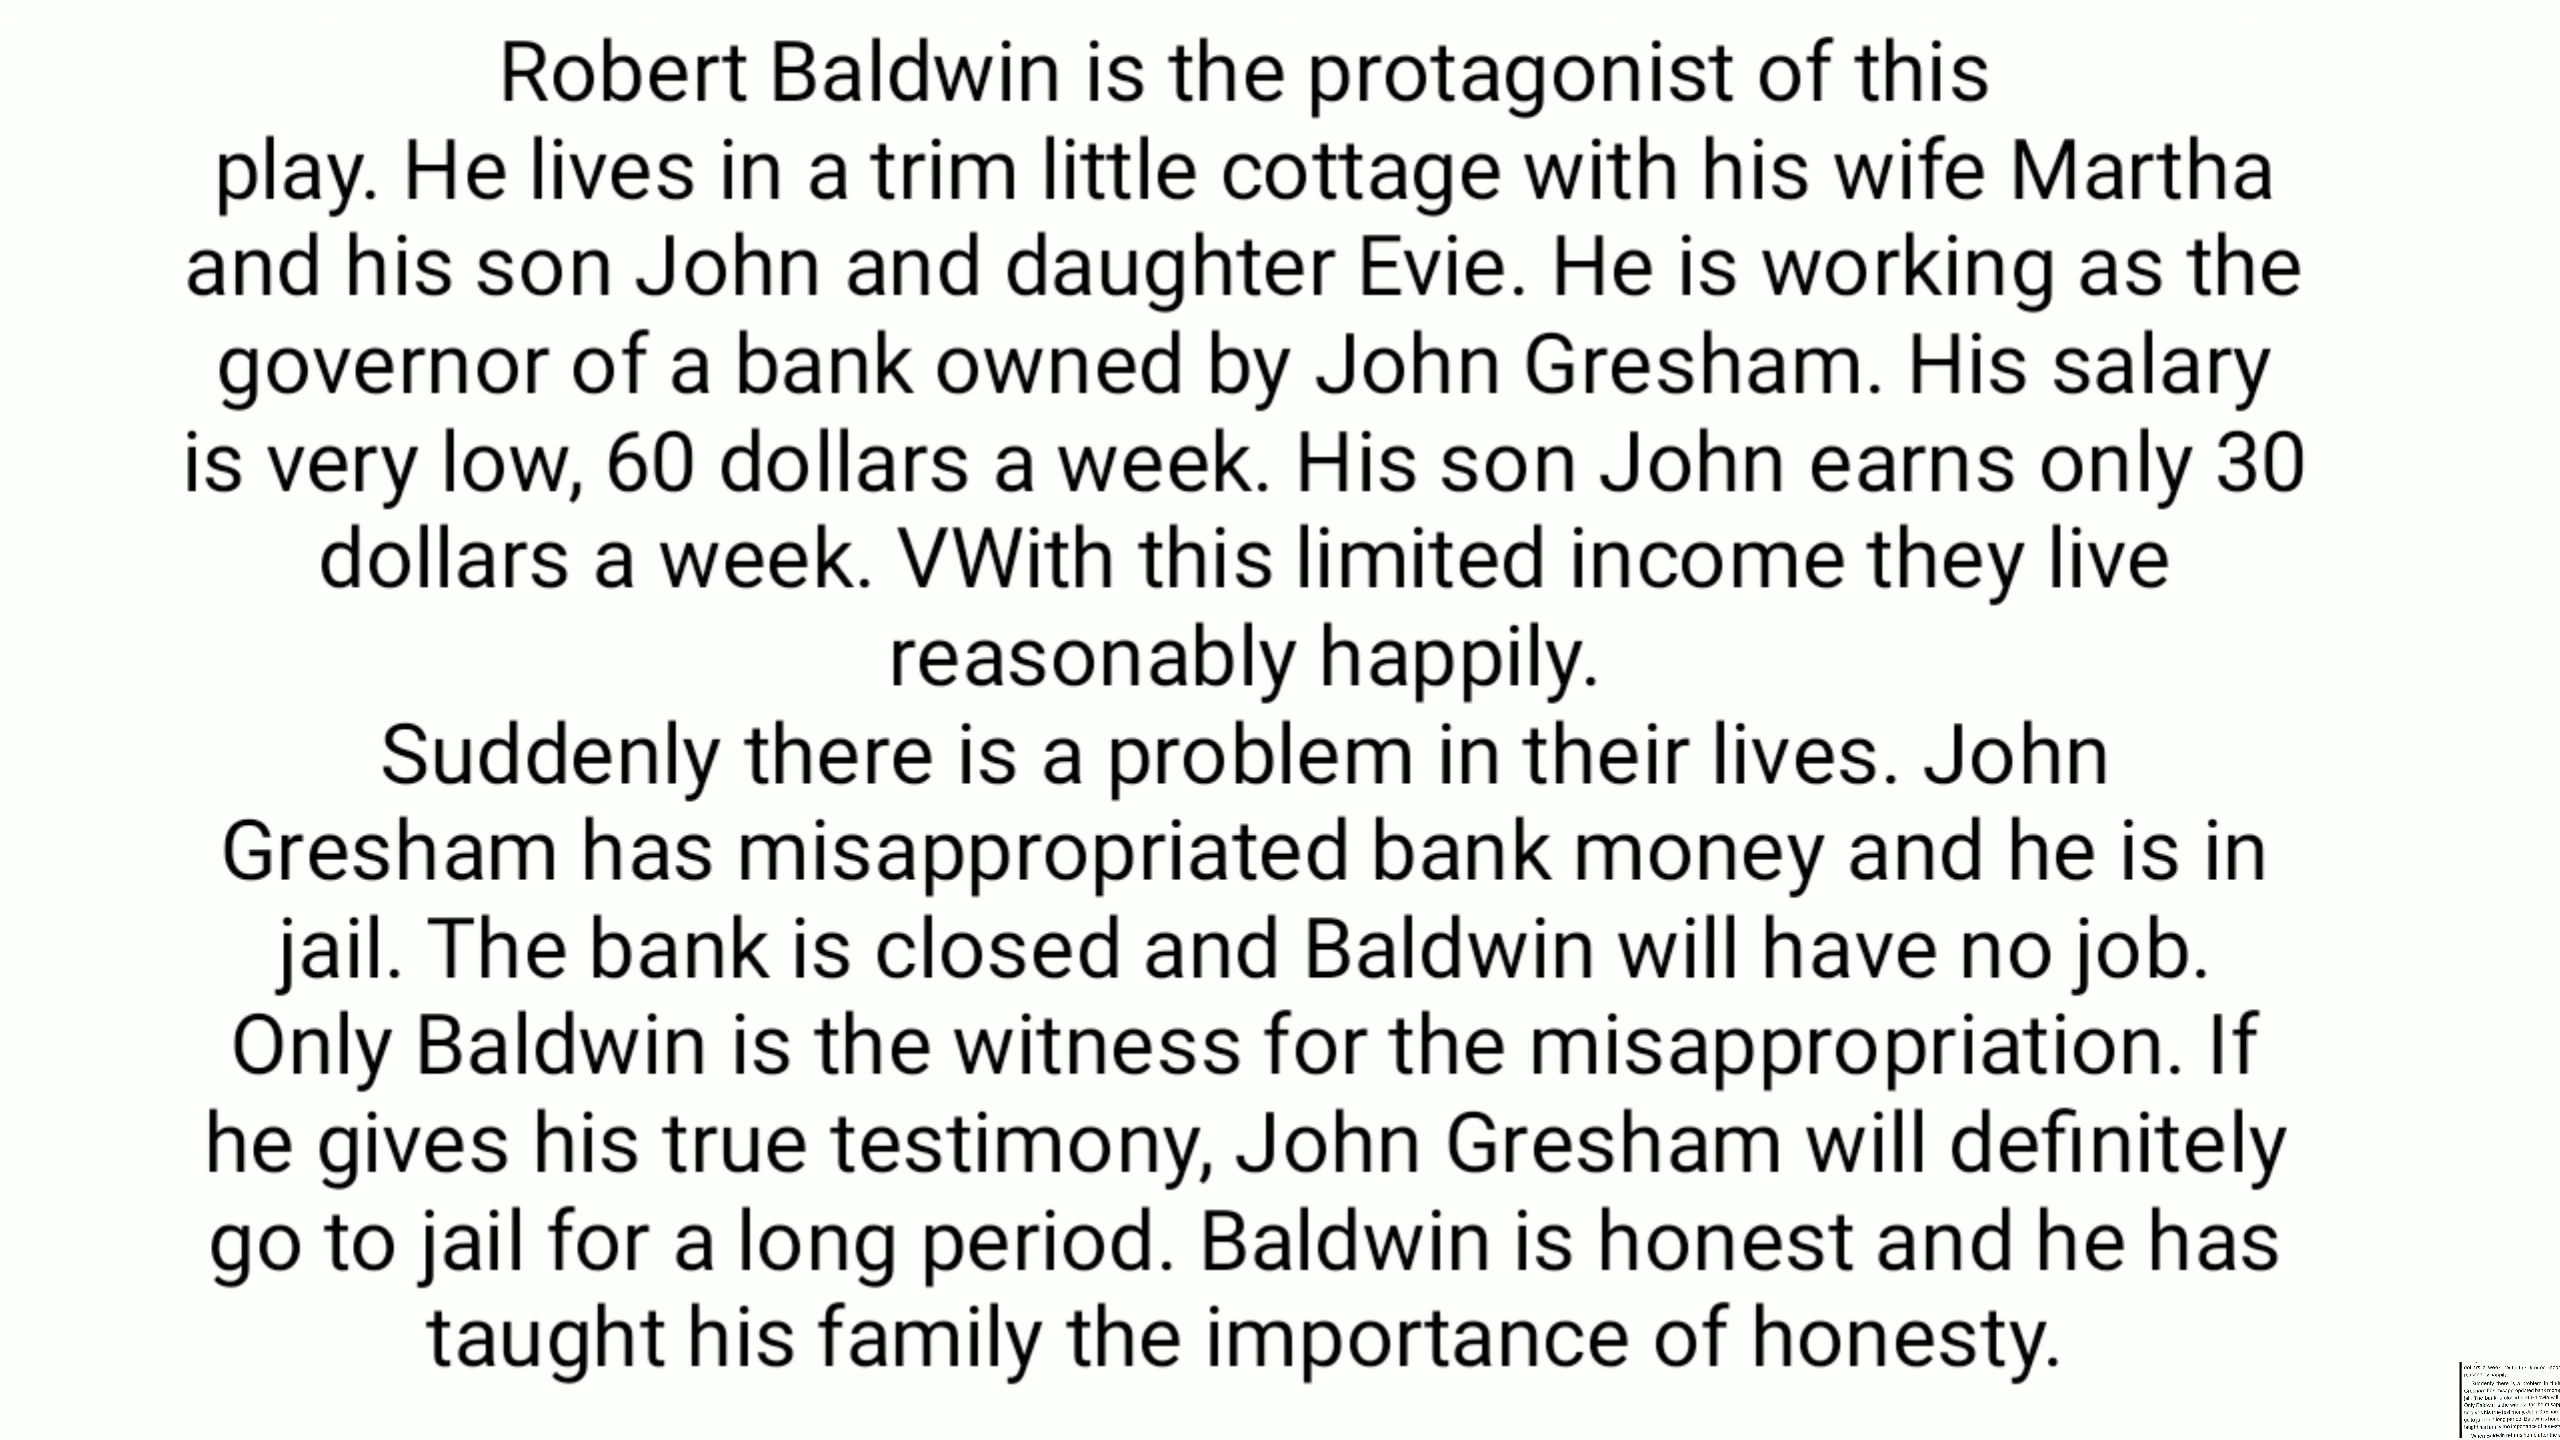 Robert Baldwin is the protagonist of this
play. He lives in a trim little cottage with his wife Martha
and his son John and daughter Evie. He is working as the
governor of a bank owned by John Gresham. His salary
is very low, 60 dollars a week. His son John earns only 30
dollars a week. VWith this limited income they live
reasonably happily.
Suddenly there is a problem in their lives. John
Gresham has misappropriated bank money and he is in
jail. The bank is closed and Baldwin will have no job.
Only Baldwin is the witness for the misappropriation. If
he gives his true testimony, John Gresham will definitely
go to jail for a long period. Baldwin is honest and he has
taught his family the importance of honesty.